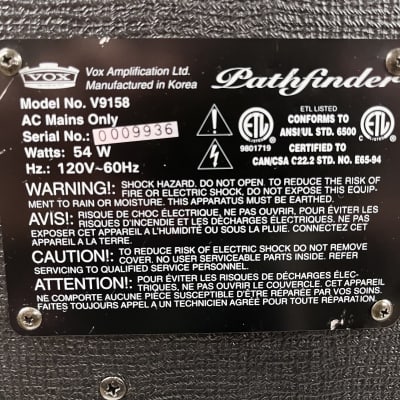 VOX
Vox Amplification Ltd.
Manufactured in Korea
Pathfinder
Model No. V9158
AC Mains Only
Serial No.: 0009936
Watts: 54 W
Hz.: 120V~60Hz
ETL LISTED
CONFORMS TO
ANSI/UL STD. 6500
9801719
CERTIFIED TO
CAN/CSA C22.2 STD. NO. E65-94
WARNING!: SHOCK HAZARD. DO NOT OPEN TO REDUCE THE RISK OF
FIRE OR ELECTRIC SHOCK, DO NOT EXPOSE THIS EQUIP-
MENT TO RAIN OR MOISTURE. THIS APPARATUS MUST BE EARTHED.
AVIS!: RISQUE DE CHOC ÉLECTRIQUE, NE PAS OUVRIR, POUR ÉVITER LES
RISQUES D'INCENDIE ET LES DÉCHARGES ÉLECTRIQUES. NE PAS
EXPOSER CET APPAREIL A L'HUMIDITÉ OU SOUS LA PLUIE. CONNECTEZ CET
APPAREIL A LA TERRE.
CAUTION!: TO REDUCE RISK OF ELECTRIC SHOCK DO NOT REMOVE
COVER. NO USER SERVICEABLE PARTS INSIDE. REFER
SERVICING TO QUALIFIED SERVICE PERSONNEL.
ATTENTION!: POUR ÉVITER LES RISQUES DE DÉCHARGES ÉLEC-
TRIQUES, NE PAS OUVRIR LE COUVERCLE. CET APPAREIL
NE COMPORTE AUCUNE PIÈCE SUSCEPTIBLE D'ÊTRE RÉPARÉE PAR VOUS-MÊME.
FAITES TOUJOURS APPEL A UN TECHNICIEN AGRÉÉ POUR TOUTE RÉPARATION.